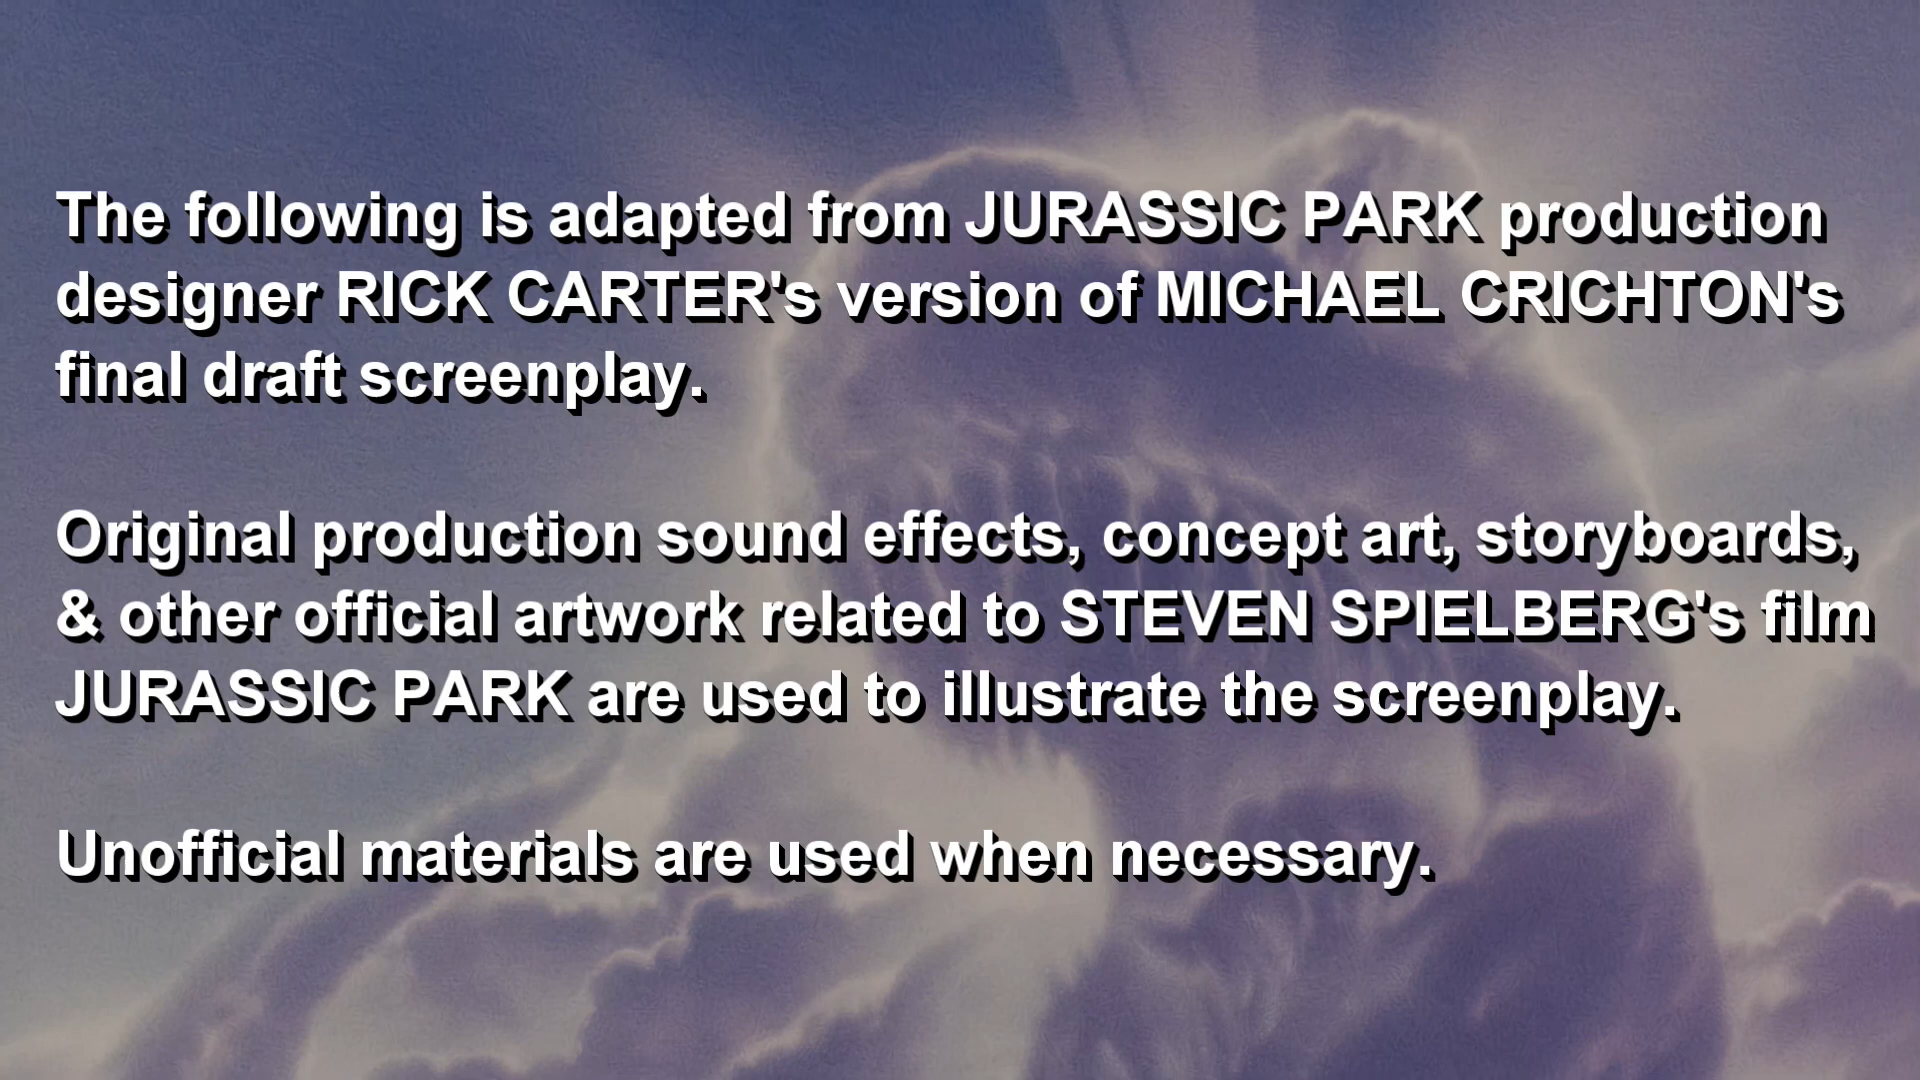 The following is adapted from JURASSIC PARK production
designer RICK CARTER's version of MICHAEL CRICHTON's
final draft screenplay.
Original production sound effects, concept art, storyboards,
& other official artwork related to STEVEN SPIELBERG's film
JURASSIC PARK are used to illustrate the screenplay.
Unofficial materials are used when necessary.